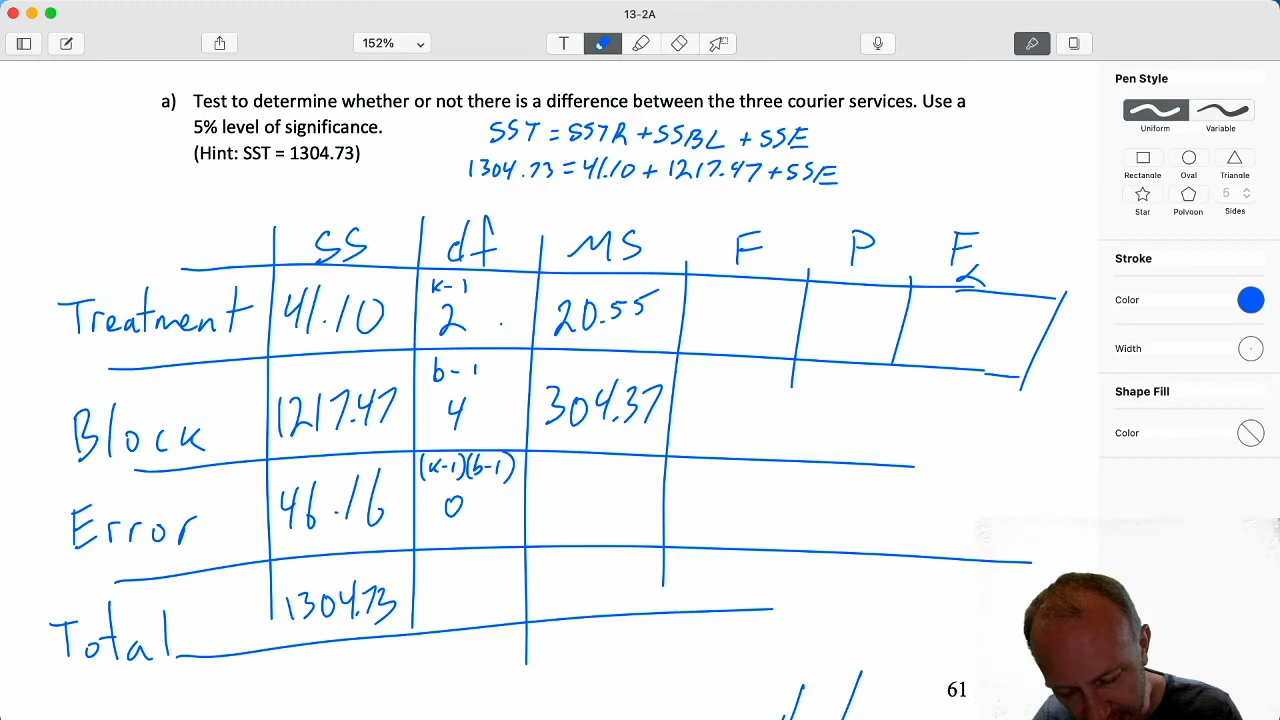 13-2A
152%
T
Pen Style
Uniform
Variable
Rectangle
Oval
Triangle
Star
Polygon
5
Sides
Stroke
Color
Width
Shape Fill
Color
a) Test to determine whether or not there is a difference between the three courier services. Use a
5% level of significance.
(Hint: SST = 1304.73)
SST = SSTR + SSBL + SSE
1304.73 = 41.10 + 1217.47 + SSE
SS df MS F P Fα
Treatment 41.10 k-1 2 20.55
Block 1217.47 b-1 4 304.37
Error 46.16 (k-1)(b-1) 0
Total 1304.73
61